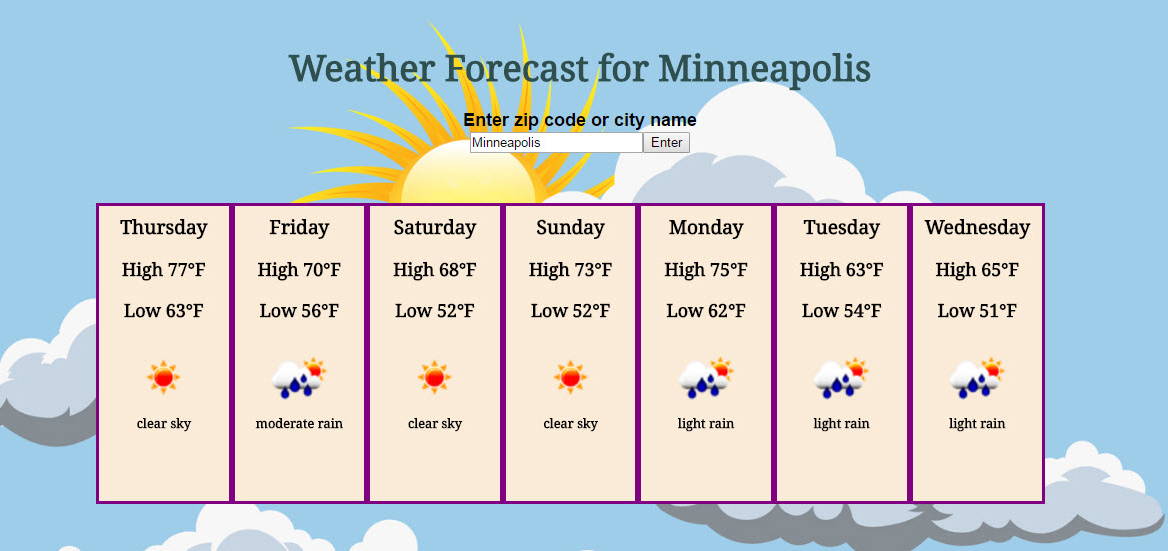 Weather Forecast for Minneapolis
Enter zip code or city name
Minneapolis Enter
Thursday
High 77°F
Low 63°F
clear sky
Friday
High 70°F
Low 56°F
moderate rain
Saturday
High 68°F
Low 52°F
clear sky
Sunday
High 73°F
Low 52°F
clear sky
Monday
High 75°F
Low 62°F
light rain
Tuesday
High 63°F
Low 54°F
light rain
Wednesday
High 65°F
Low 51°F
light rain